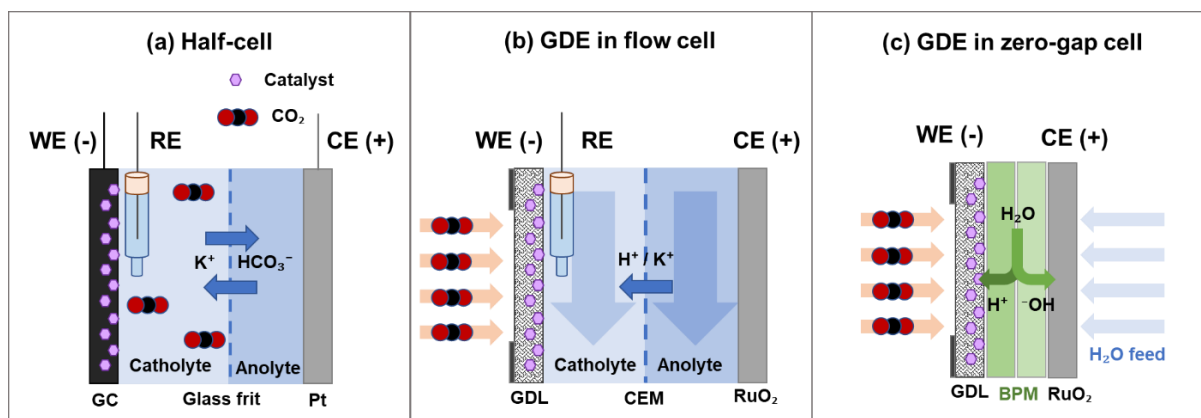 (a) Half-cell
Catalyst
CO₂
WE (-) RE CE (+)
K⁺ HCO₃⁻
Catholyte Anolyte
GC Glass frit Pt
(b) GDE in flow cell
WE (-) RE CE (+)
H⁺ / K⁺
Catholyte Anolyte
GDL CEM RuO₂
(c) GDE in zero-gap cell
WE (-) CE (+)
H₂O
H⁺ ⁻OH
H₂O feed
GDL BPM RuO₂